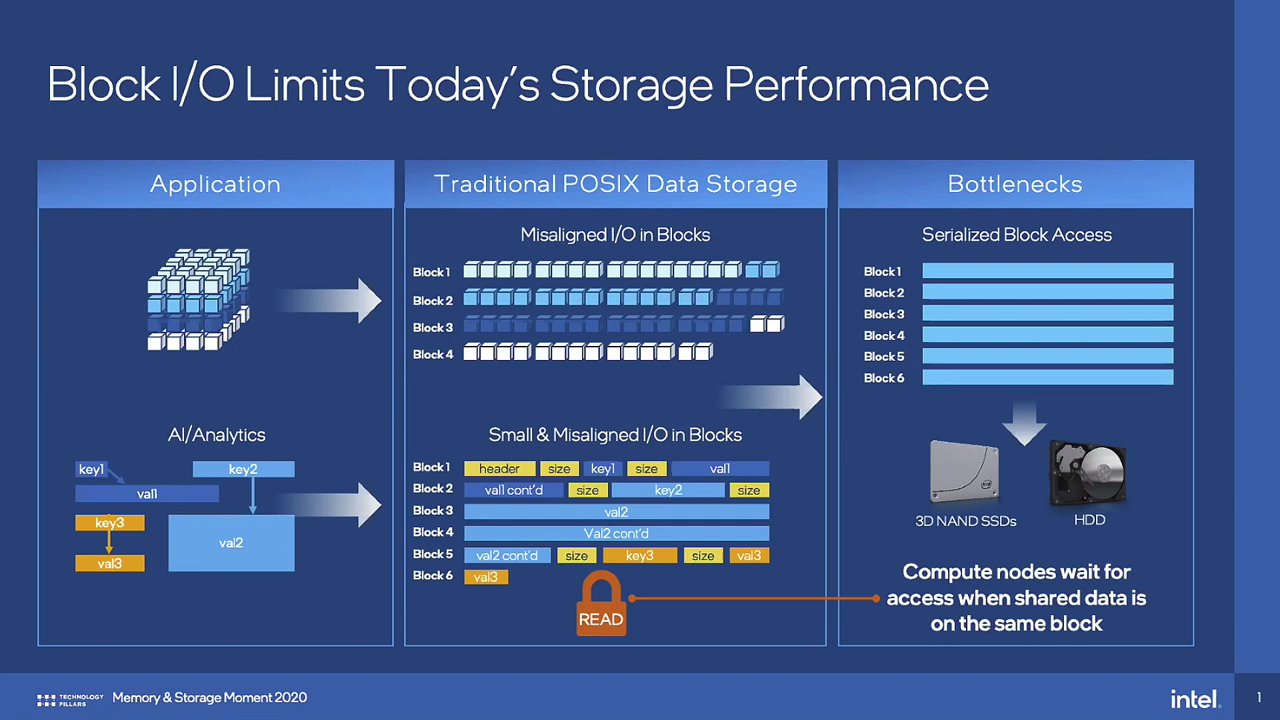 Block I/O Limits Today's Storage Performance
Application
AI/Analytics
key1
key2
val1
key3
val2
val3
Traditional POSIX Data Storage
Misaligned I/O in Blocks
Block 1
Block 2
Block 3
Block 4
Small & Misaligned I/O in Blocks
Block 1 header size key1 size val1
Block 2 val1 cont'd size key2 size
Block 3 val2
Block 4 Val2 cont'd
Block 5 val2 cont'd size key3 size val3
Block 6 val3
READ
Bottlenecks
Serialized Block Access
Block 1
Block 2
Block 3
Block 4
Block 5
Block 6
3D NAND SSDs
HDD
Compute nodes wait for
access when shared data is
on the same block
TECHNOLOGY
PILLARS
Memory & Storage Moment 2020
intel.
1